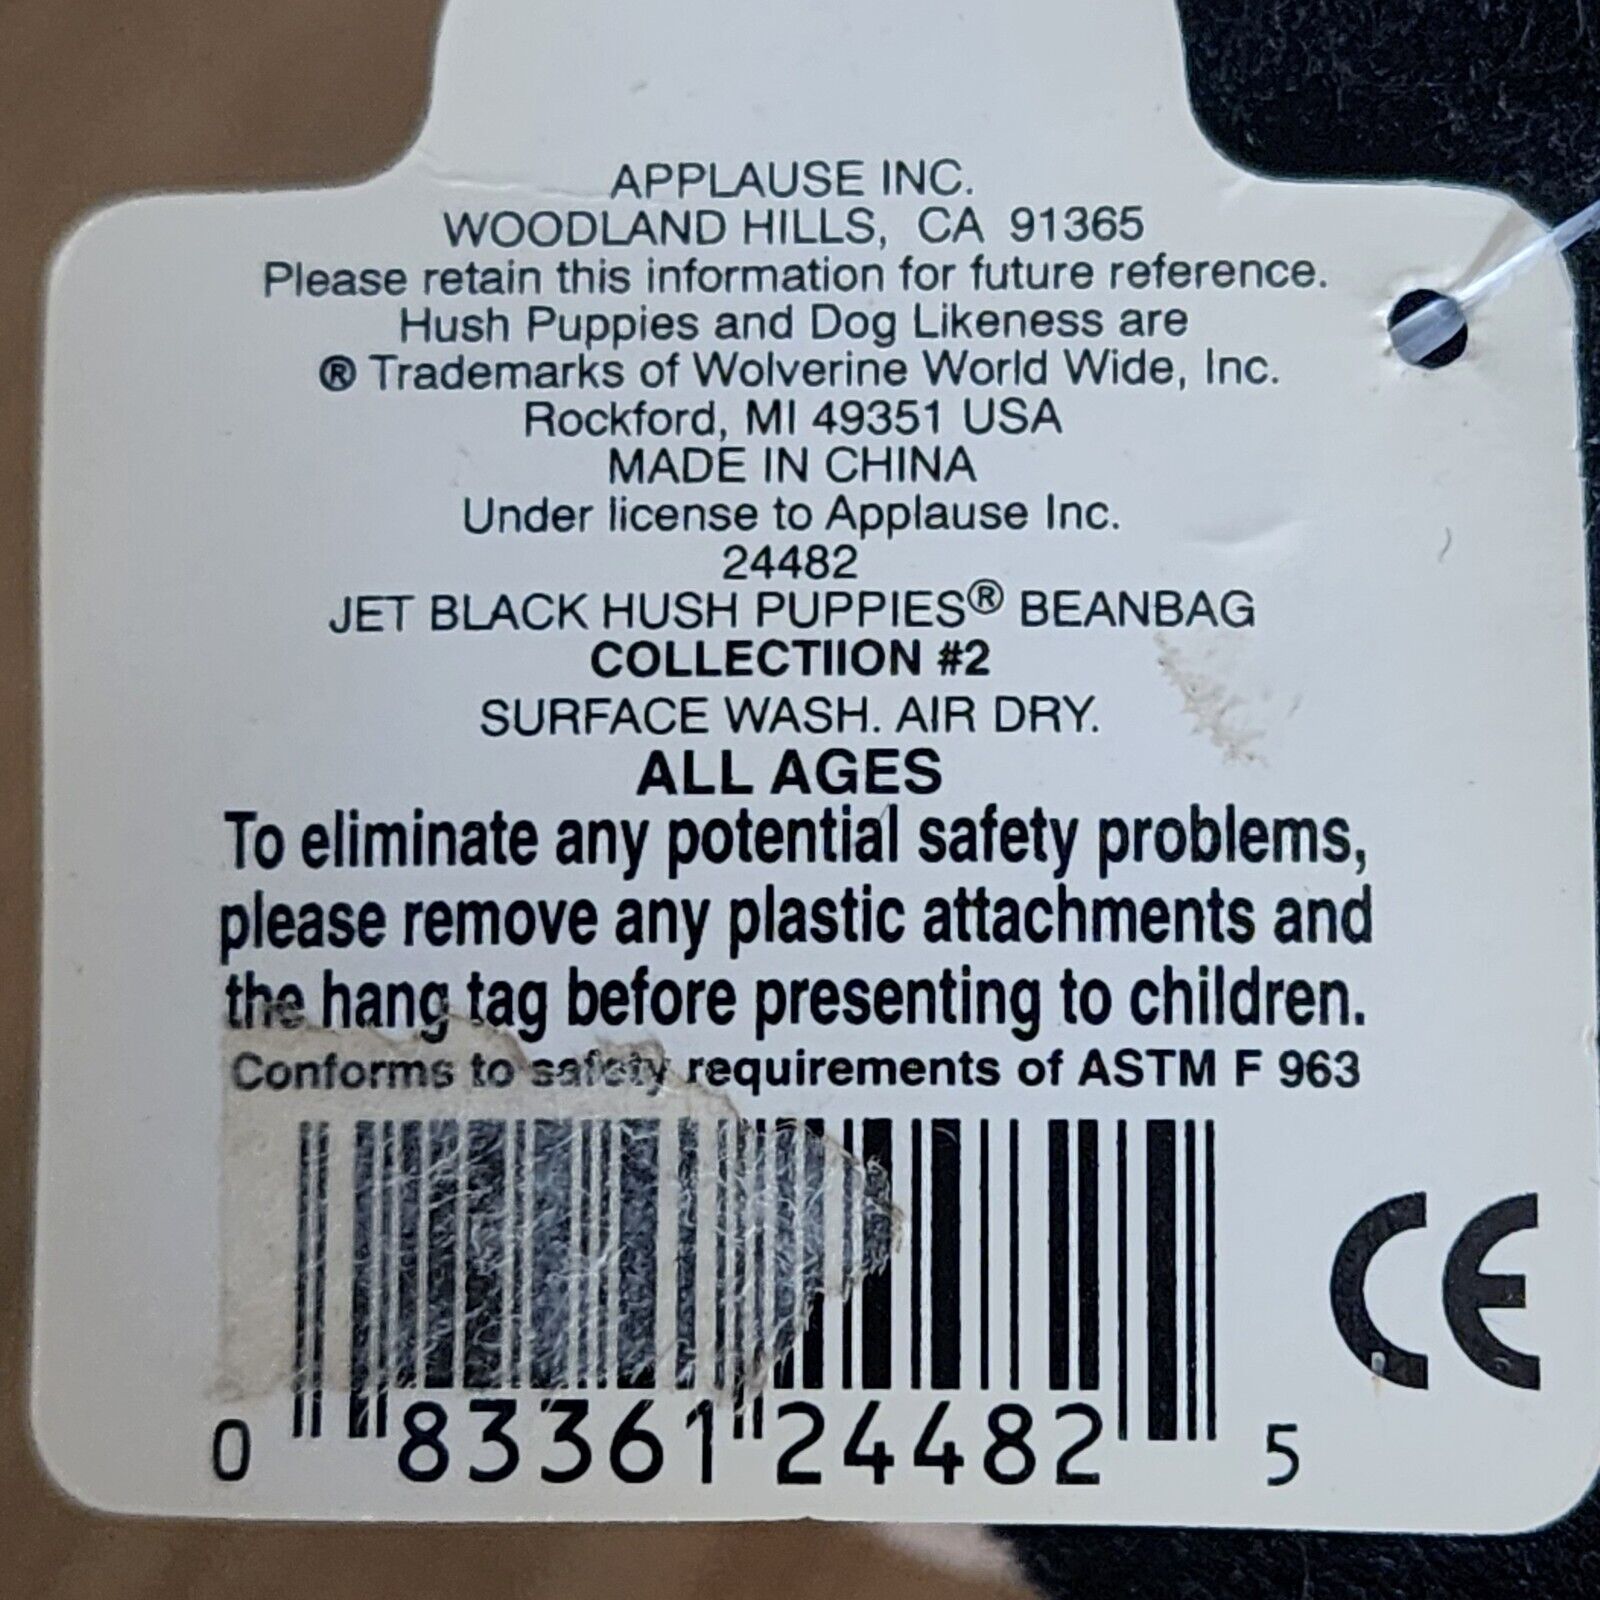 APPLAUSE INC.
WOODLAND HILLS, CA 91365
Please retain this information for future reference.
Hush Puppies and Dog Likeness are
® Trademarks of Wolverine World Wide, Inc.
Rockford, MI 49351 USA
MADE IN CHINA
Under license to Applause Inc.
24482
JET BLACK HUSH PUPPIES® BEANBAG
COLLECTIION #2
SURFACE WASH. AIR DRY.
ALL AGES
To eliminate any potential safety problems,
please remove any plastic attachments and
the hang tag before presenting to children.
Conforms to safety requirements of ASTM F 963
CE
0 83361 24482 5